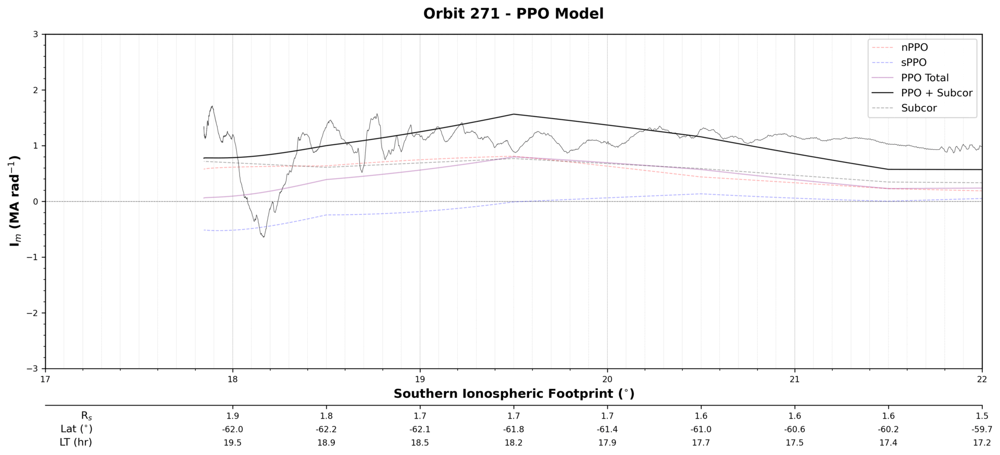 Orbit 271 - PPO Model
3
2
1
0
−1
−2
−3
I_m (MA rad⁻¹)
nPPO
sPPO
PPO Total
PPO + Subcor
Subcor
17 18 19 20 21 22
Southern Ionospheric Footprint (°)
R_s 1.9 1.8 1.7 1.7 1.7 1.6 1.6 1.6 1.5
Lat (°) -62.0 -62.2 -62.1 -61.8 -61.4 -61.0 -60.6 -60.2 -59.7
LT (hr) 19.5 18.9 18.5 18.2 17.9 17.7 17.5 17.4 17.2